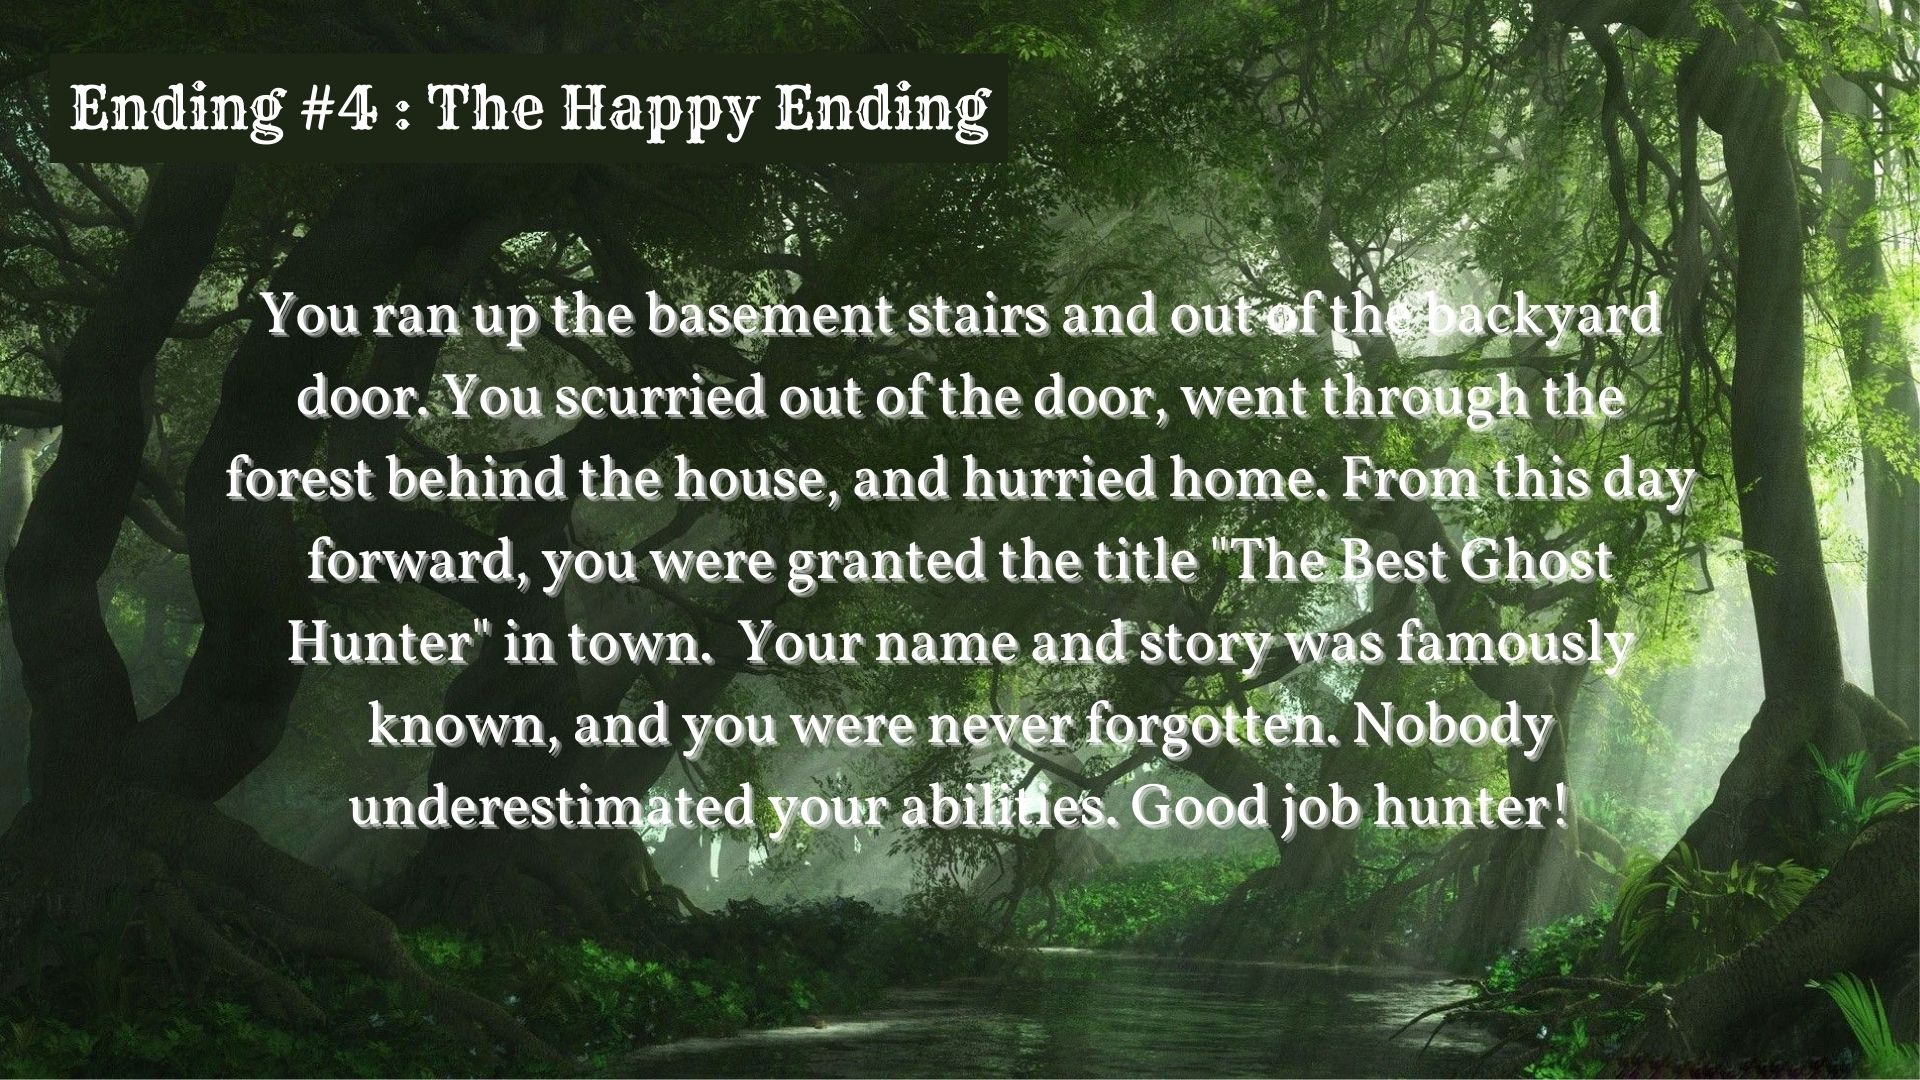 Ending #4 : The Happy Ending
You ran up the basement stairs and out of the backyard
door. You scurried out of the door, went through the
forest behind the house, and hurried home. From this day
forward, you were granted the title "The Best Ghost
Hunter" in town.  Your name and story was famously
known, and you were never forgotten. Nobody
underestimated your abilities. Good job hunter!